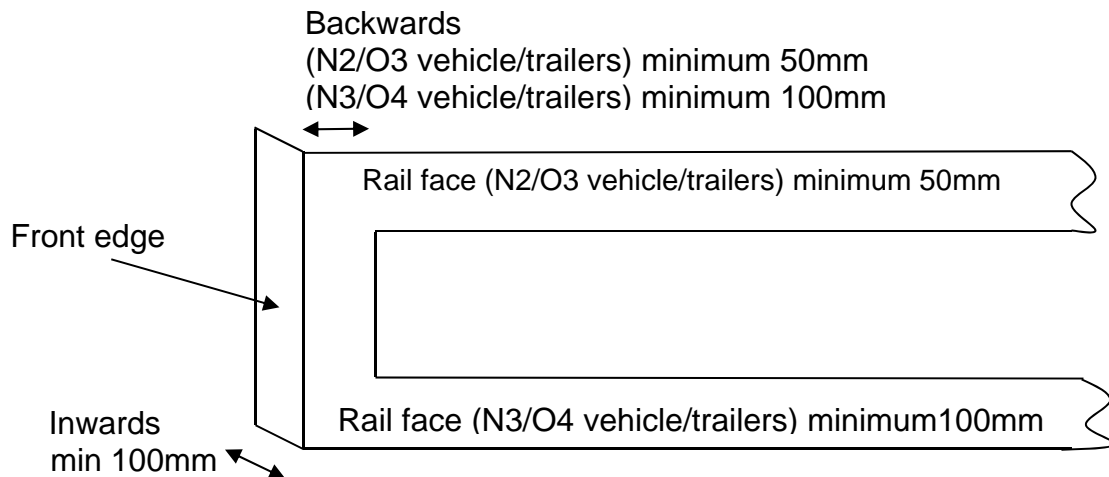 Backwards
(N2/O3 vehicle/trailers) minimum 50mm
(N3/O4 vehicle/trailers) minimum 100mm
Rail face (N2/O3 vehicle/trailers) minimum 50mm
Front edge
Rail face (N3/O4 vehicle/trailers) minimum100mm
Inwards
min 100mm